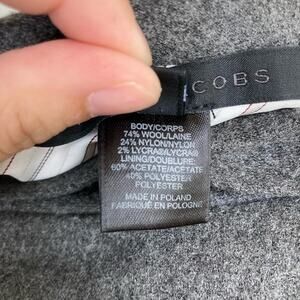 COBS
BODY/CORPS
74% WOOL/LAINE
24% NYLON/NYLON
2% LYCRA®/LYCRA®
LINING/DOUBLURE:
60% ACETATE/ACETATE
40% POLYESTER
POLYESTER
MADE IN POLAND
FABRIQUÉ EN POLOGNE